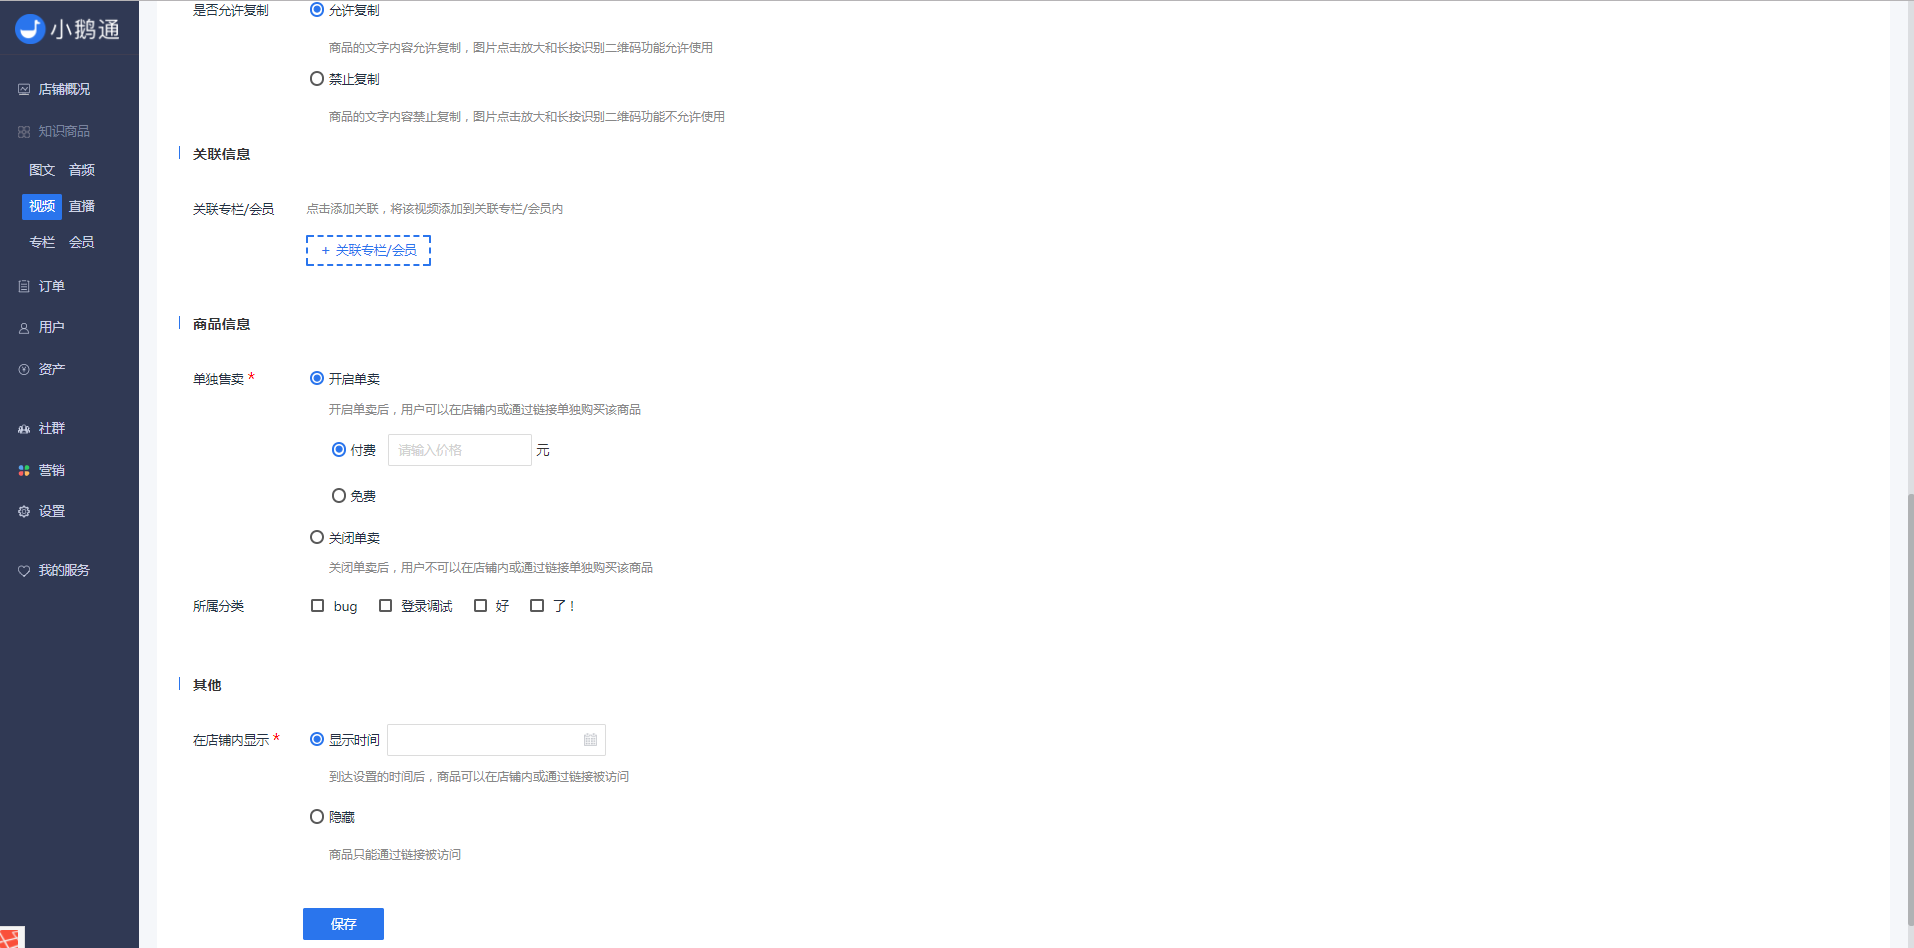 小鹅通
店铺概况
知识商品
图文 音频
视频 直播
专栏 会员
订单
用户
资产
社群
营销
设置
我的服务
是否允许复制 允许复制
商品的文字内容允许复制，图片点击放大和长按识别二维码功能允许使用
禁止复制
商品的文字内容禁止复制，图片点击放大和长按识别二维码功能不允许使用
关联信息
关联专栏/会员 点击添加关联，将该视频添加到关联专栏/会员内
+ 关联专栏/会员
商品信息
单独售卖 * 开启单卖
开启单卖后，用户可以在店铺内或通过链接单独购买该商品
付费 请输入价格 元
免费
关闭单卖
关闭单卖后，用户不可以在店铺内或通过链接单独购买该商品
所属分类 bug 登录调试 好 了！
其他
在店铺内显示 * 显示时间
到达设置的时间后，商品可以在店铺内或通过链接被访问
隐藏
商品只能通过链接被访问
保存